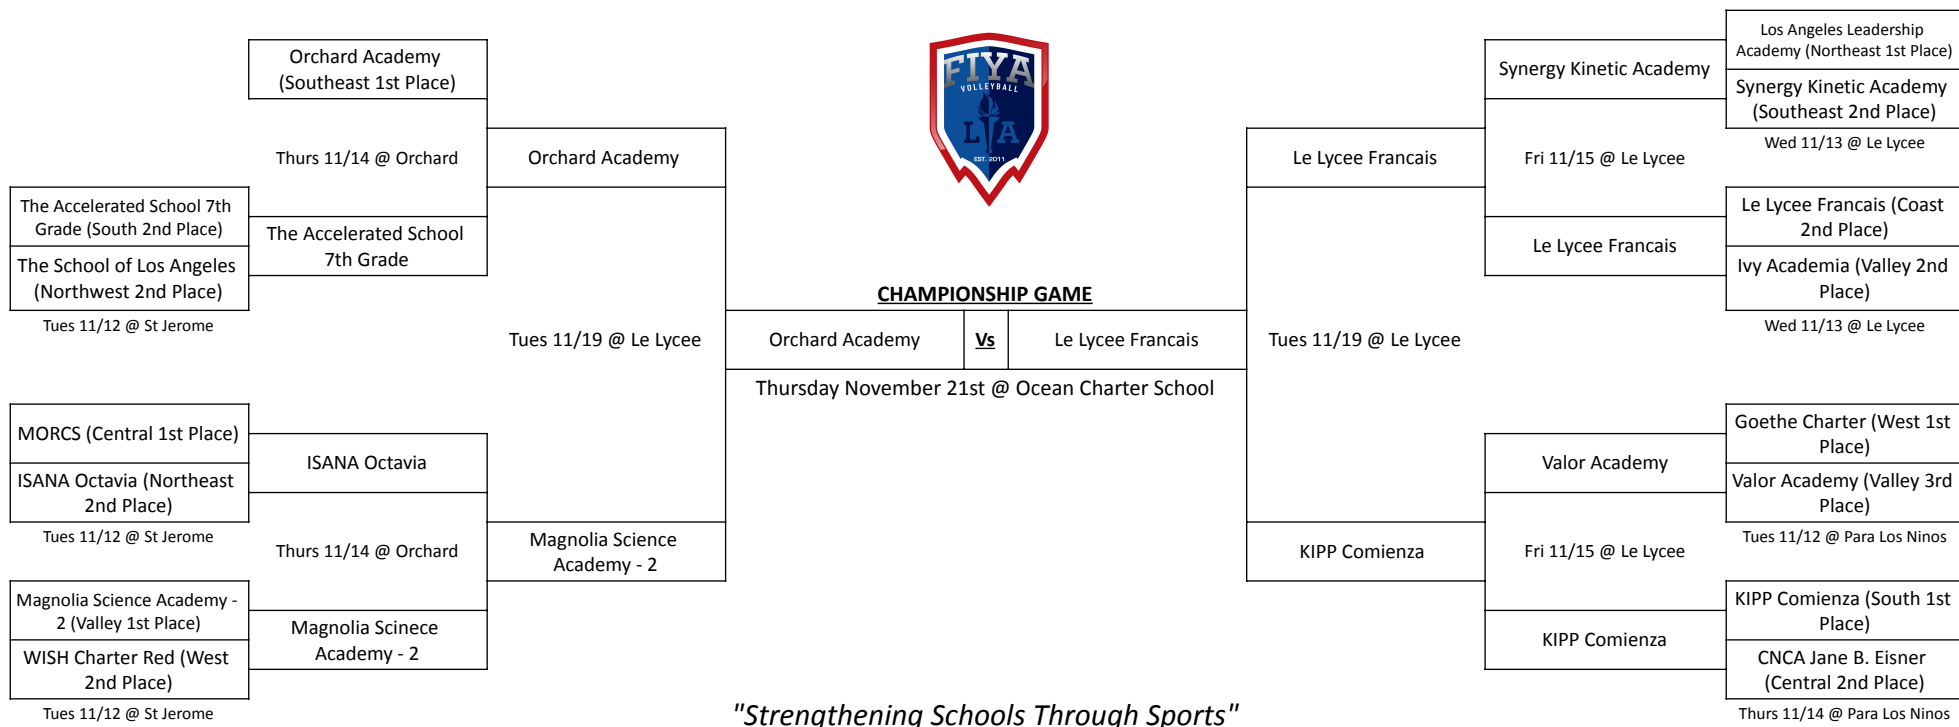 Orchard Academy
(Southeast 1st Place)
Thurs 11/14 @ Orchard
The Accelerated School 7th
Grade (South 2nd Place)
The School of Los Angeles
(Northwest 2nd Place)
Tues 11/12 @ St Jerome
The Accelerated School
7th Grade
Orchard Academy
Tues 11/19 @ Le Lycee
MORCS (Central 1st Place)
ISANA Octavia (Northeast
2nd Place)
Tues 11/12 @ St Jerome
ISANA Octavia
Thurs 11/14 @ Orchard
Magnolia Science Academy -
2 (Valley 1st Place)
WISH Charter Red (West
2nd Place)
Tues 11/12 @ St Jerome
Magnolia Scinece
Academy - 2
Magnolia Science
Academy - 2
FIYA
VOLLEYBALL
LA
EST. 2011
CHAMPIONSHIP GAME
Orchard Academy
Vs
Le Lycee Francais
Thursday November 21st @ Ocean Charter School
"Strengthening Schools Through Sports"
Le Lycee Francais
Tues 11/19 @ Le Lycee
KIPP Comienza
Synergy Kinetic Academy
Fri 11/15 @ Le Lycee
Le Lycee Francais
Los Angeles Leadership
Academy (Northeast 1st Place)
Synergy Kinetic Academy
(Southeast 2nd Place)
Wed 11/13 @ Le Lycee
Le Lycee Francais (Coast
2nd Place)
Ivy Academia (Valley 2nd
Place)
Wed 11/13 @ Le Lycee
Valor Academy
Fri 11/15 @ Le Lycee
KIPP Comienza
Goethe Charter (West 1st
Place)
Valor Academy (Valley 3rd
Place)
Tues 11/12 @ Para Los Ninos
KIPP Comienza (South 1st
Place)
CNCA Jane B. Eisner
(Central 2nd Place)
Thurs 11/14 @ Para Los Ninos